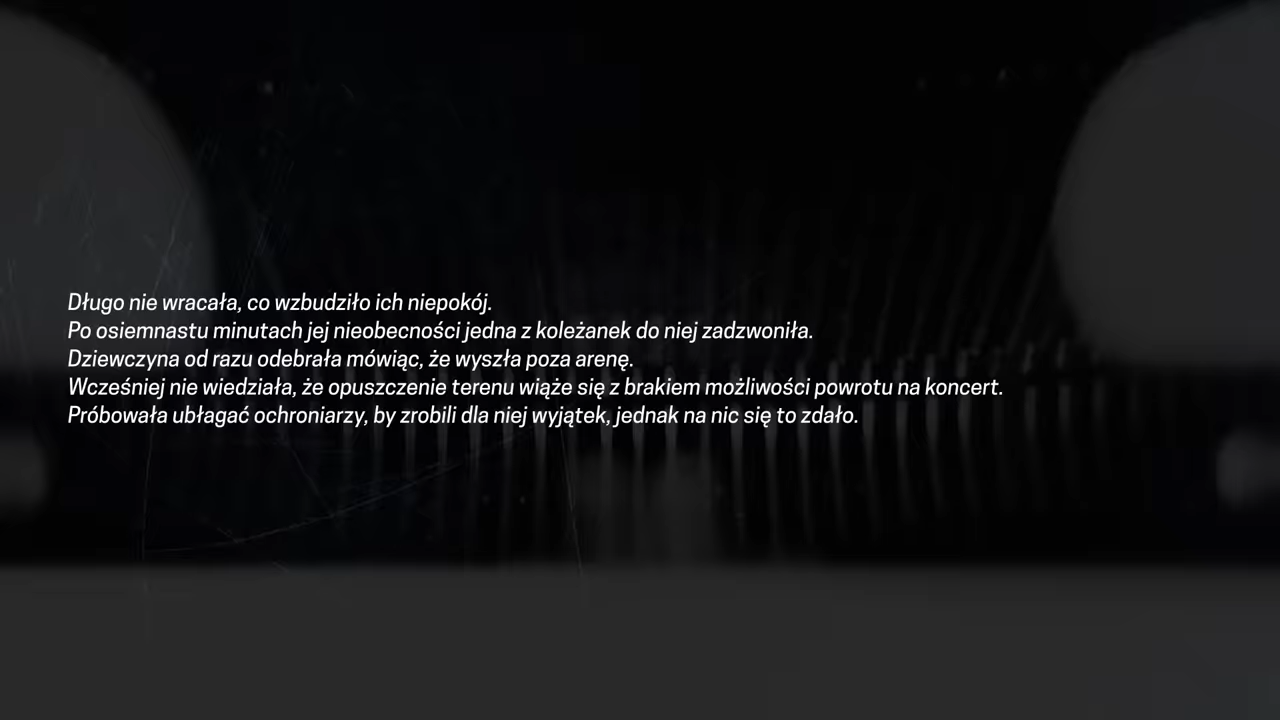 Długo nie wracała, co wzbudziło ich niepokój.
Po osiemnastu minutach jej nieobecności jedna z koleżanek do niej zadzwoniła.
Dziewczyna od razu odebrała mówiąc, że wyszła poza arenę.
Wcześniej nie wiedziała, że opuszczenie terenu wiąże się z brakiem możliwości powrotu na koncert.
Próbowała ubłagać ochroniarzy, by zrobili dla niej wyjątek, jednak na nic się to zdało.